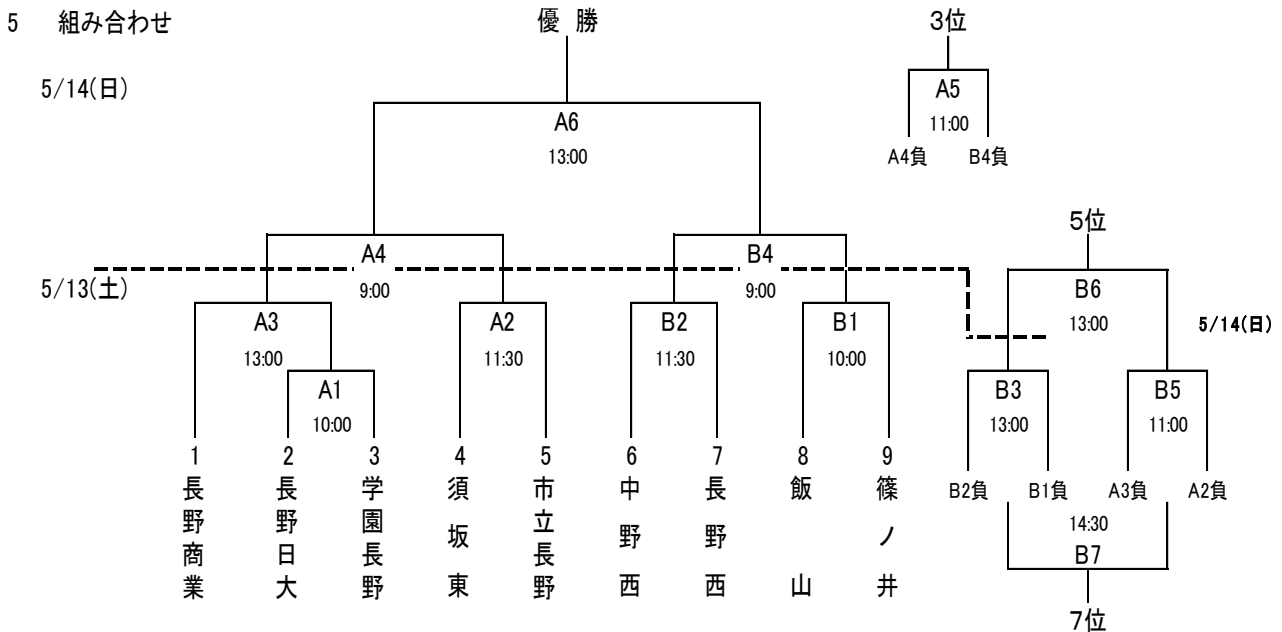 5 組み合わせ
優 勝
3位
5/14(日)
A5
11:00
A4負 B4負
A6
13:00
5位
A4
9:00
B4
9:00
5/13(土)
B6
13:00
5/14(日)
A3
13:00
A2
11:30
B2
11:30
B1
10:00
A1
10:00
B3
13:00
B5
11:00
1 長野商業
2 長野日大
3 学園長野
4 須坂東
5 市立長野
6 中野西
7 長野西
8 飯山
9 篠ノ井
B2負 B1負 A3負 A2負
14:30
B7
7位